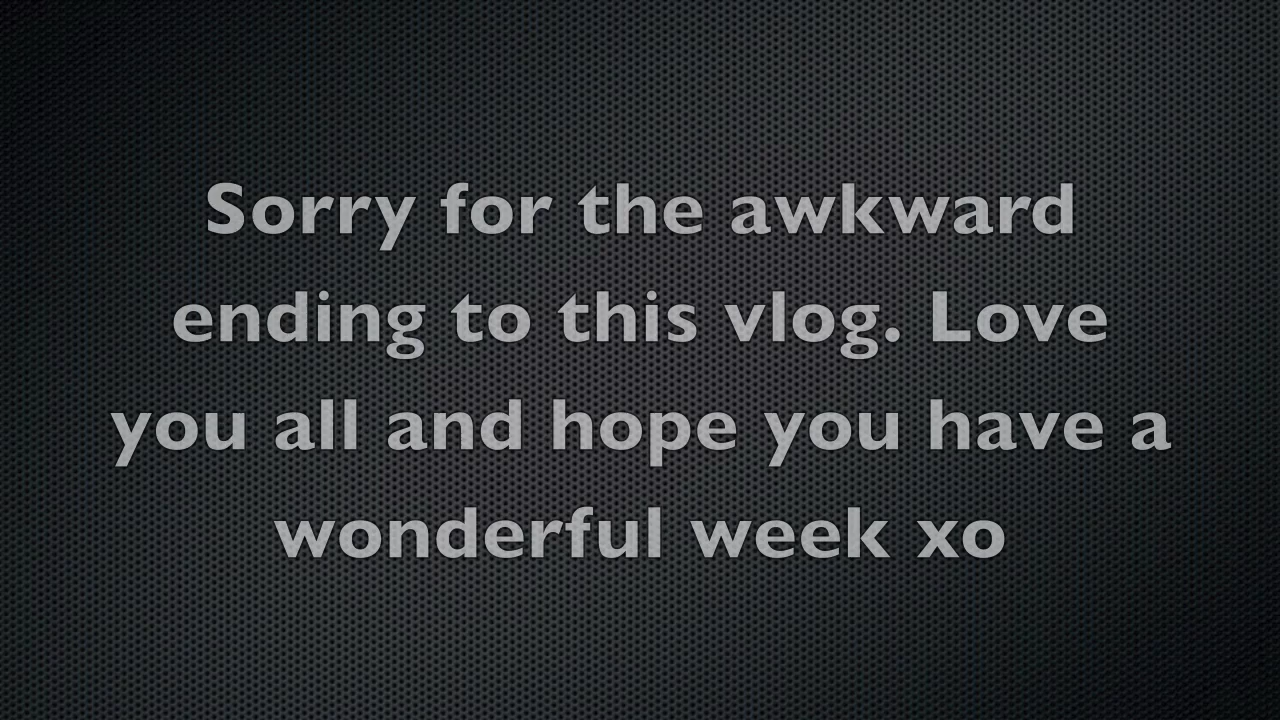 Sorry for the awkward
ending to this vlog. Love
you all and hope you have a
wonderful week xo